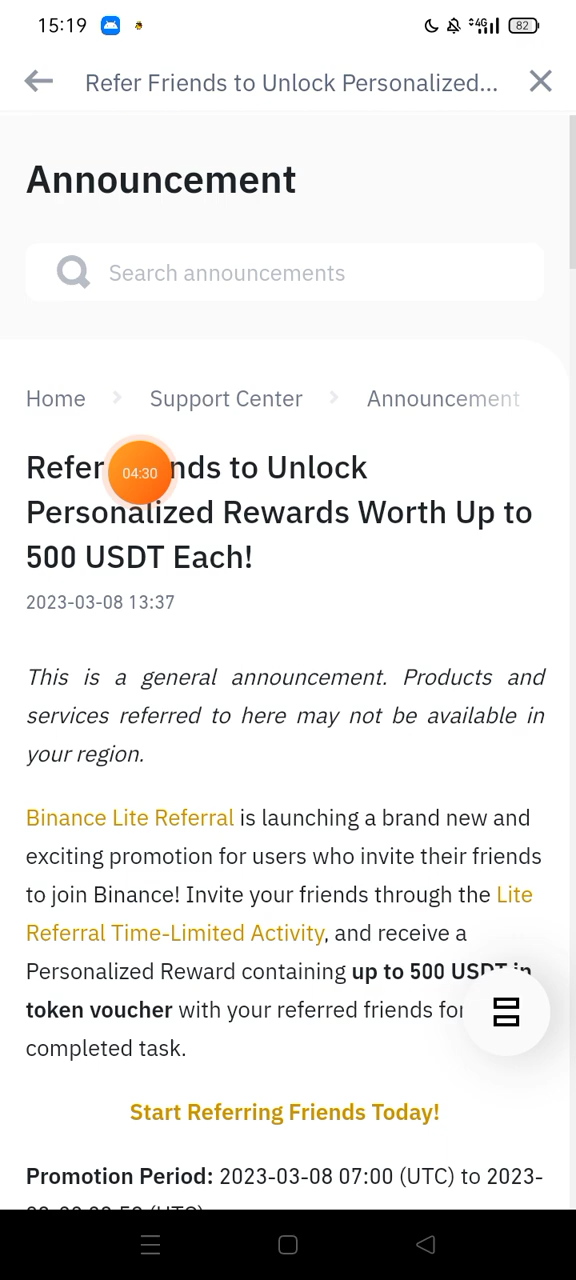 15:19
4G
82
Refer Friends to Unlock Personalized...
Announcement
Search announcements
Home
Support Center
Announcement
Refer nds to Unlock
04:30
Personalized Rewards Worth Up to
500 USDT Each!
2023-03-08 13:37
This is a general announcement. Products and
services referred to here may not be available in
your region.
Binance Lite Referral is launching a brand new and
exciting promotion for users who invite their friends
to join Binance! Invite your friends through the Lite
Referral Time-Limited Activity, and receive a
Personalized Reward containing up to 500 USDT in
token voucher with your referred friends for
completed task.
Start Referring Friends Today!
Promotion Period: 2023-03-08 07:00 (UTC) to 2023-